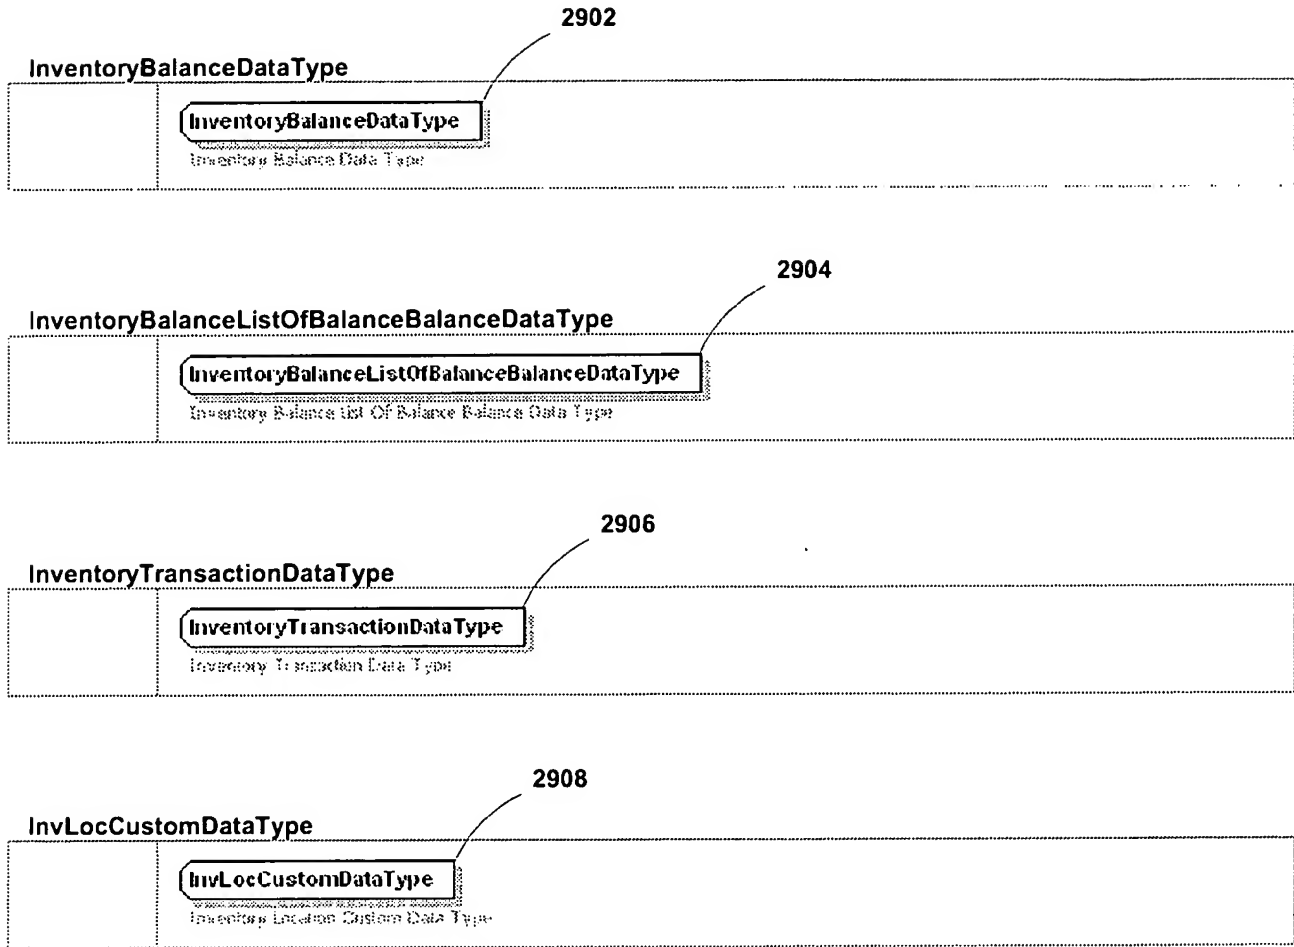 2902
InventoryBalanceDataType
InventoryBalanceDataType
Inventory Balance Data Type
2904
InventoryBalanceListOfBalanceBalanceDataType
InventoryBalanceListOfBalanceBalanceDataType
Inventory Balance List Of Balance Balance Data Type
2906
InventoryTransactionDataType
InventoryTransactionDataType
Inventory Transaction Data Type
2908
InvLocCustomDataType
InvLocCustomDataType
Inventory Location Custom Data Type